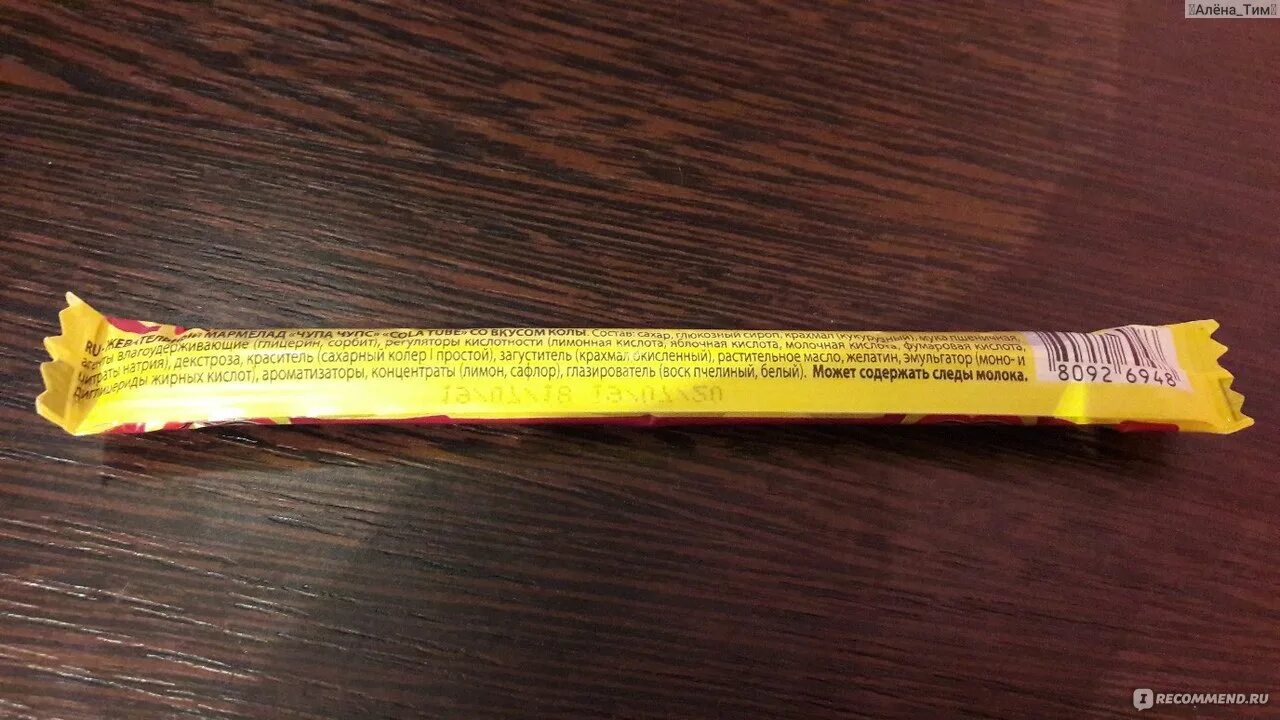 Алёна_Тим
RU ЖЕВАТЕЛЬНЫЙ МАРМЕЛАД «ЧУПА ЧУПС» «COLA TUBE» СО ВКУСОМ КОЛЫ. Состав: сахар, глюкозный сироп, крахмал (кукурузный), мука пшеничная,
агенты влагоудерживающие (глицерин, сорбит), регуляторы кислотности (лимонная кислота, яблочная кислота, молочная кислота, фумаровая кислота,
цитраты натрия), декстроза, краситель (сахарный колер I простой), загуститель (крахмал окисленный), растительное масло, желатин, эмульгатор (моно- и
диглицериды жирных кислот), ароматизаторы, концентраты (лимон, сафлор), глазирователь (воск пчелиный, белый). Может содержать следы молока.
8092 6948
IRECOMMEND.RU